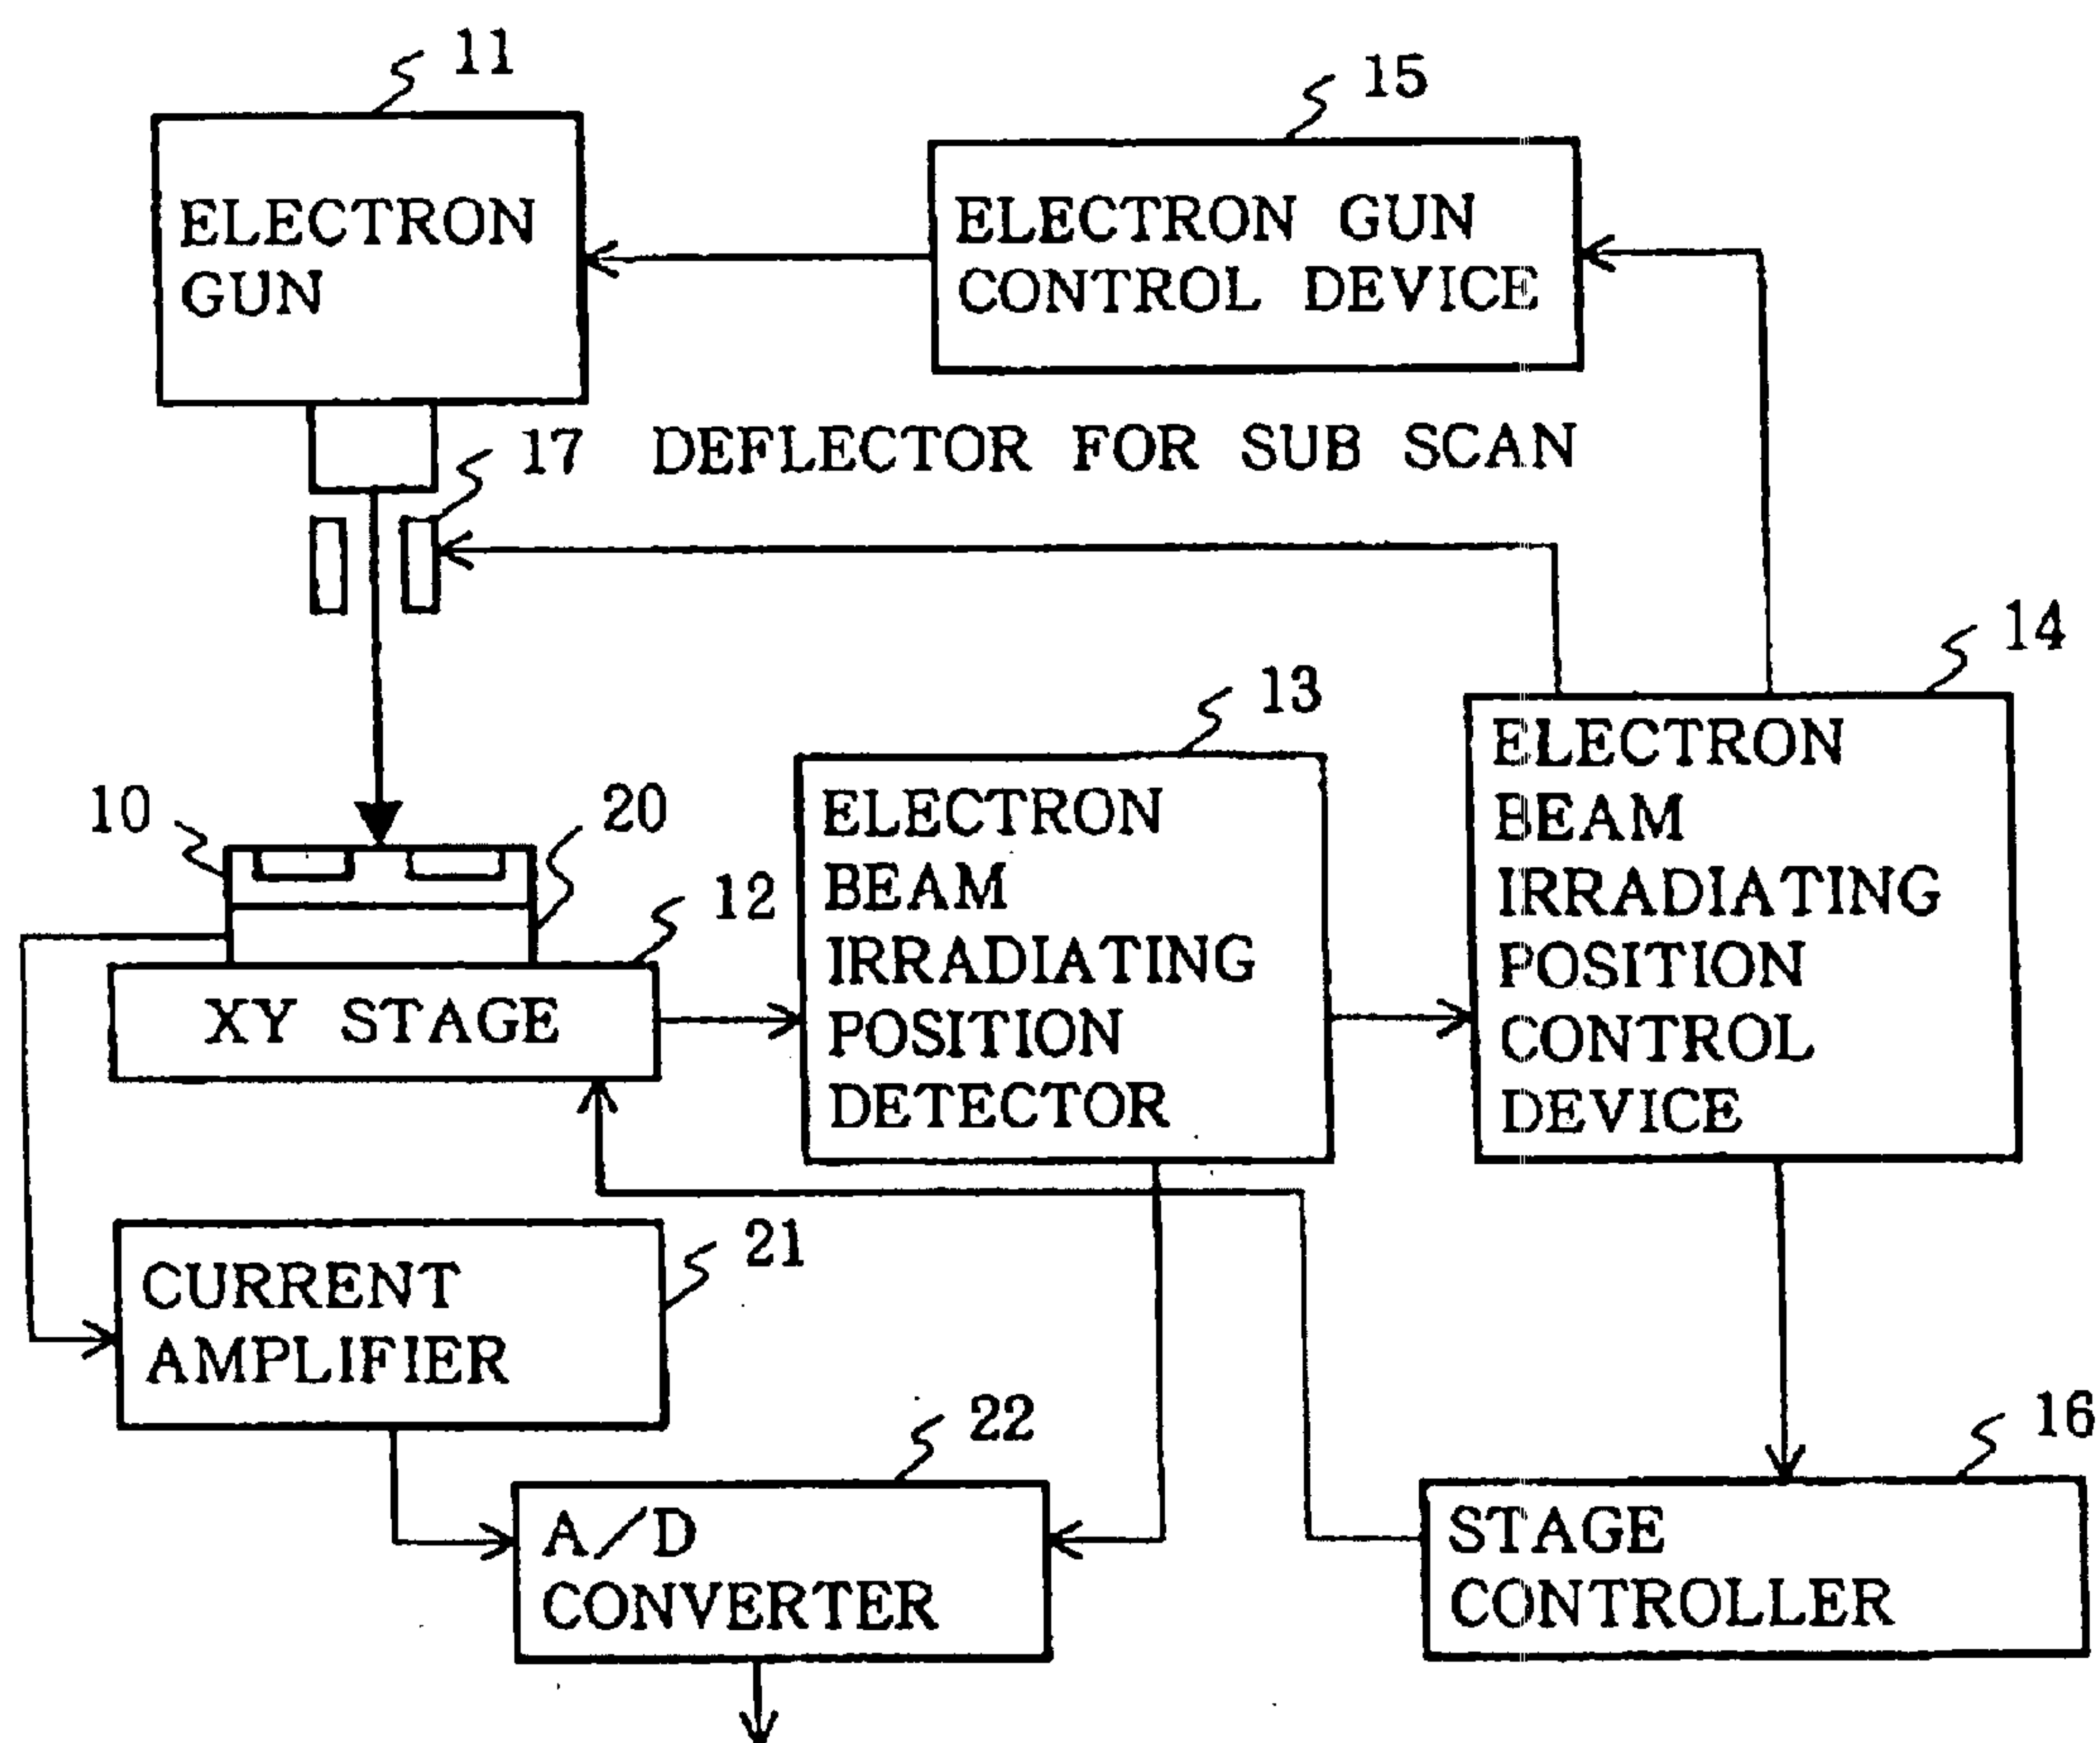 11
15
ELECTRON
GUN
ELECTRON GUN
CONTROL DEVICE
17 DEFLECTOR FOR SUB SCAN
14
13
ELECTRON
BEAM
IRRADIATING
POSITION
CONTROL
DEVICE
10
20
12
ELECTRON
BEAM
IRRADIATING
POSITION
DETECTOR
XY STAGE
21
CURRENT
AMPLIFIER
22
16
A/D
CONVERTER
STAGE
CONTROLLER